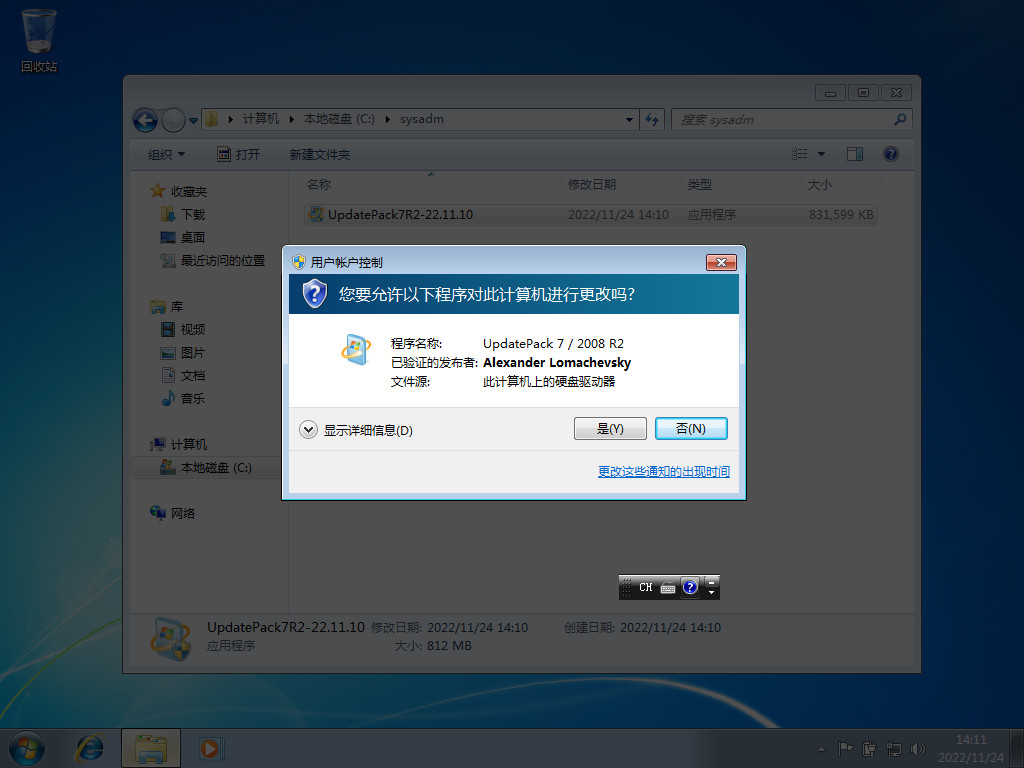 回收站
计算机 本地磁盘 (C:) sysadm
搜索 sysadm
组织 打开 新建文件夹
名称 修改日期 类型 大小
UpdatePack7R2-22.11.10 2022/11/24 14:10 应用程序 831,599 KB
收藏夹
下载
桌面
最近访问的位置
库
视频
图片
文档
音乐
计算机
本地磁盘 (C:)
网络
用户帐户控制
您要允许以下程序对此计算机进行更改吗?
程序名称: UpdatePack 7 / 2008 R2
已验证的发布者: Alexander Lomachevsky
文件源: 此计算机上的硬盘驱动器
显示详细信息(D) 是(Y) 否(N)
更改这些通知的出现时间
CH
UpdatePack7R2-22.11.10 修改日期: 2022/11/24 14:10 创建日期: 2022/11/24 14:10
应用程序 大小: 812 MB
14:11
2022/11/24